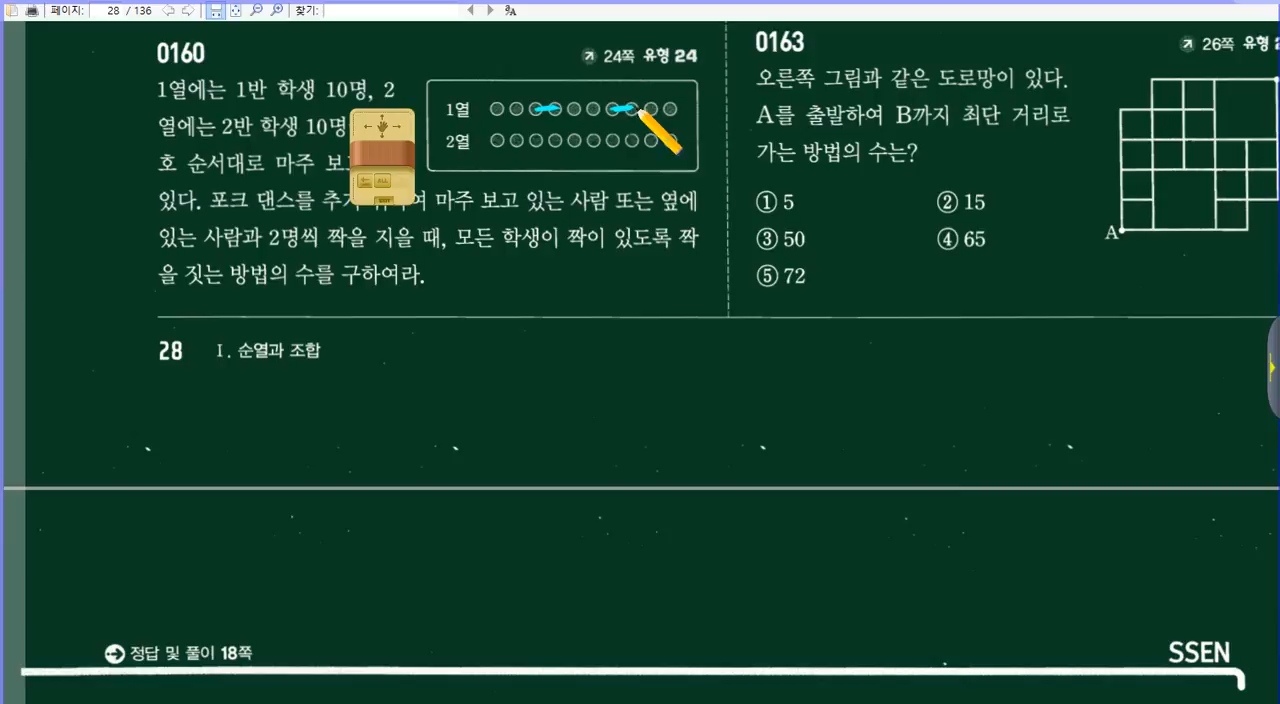 페이지: 28 / 136 찾기:
0160
24쪽 유형 24
1열에는 1반 학생 10명, 2
열에는 2반 학생 10명
호 순서대로 마주 보
있다. 포크 댄스를 추기 여 마주 보고 있는 사람 또는 옆에
있는 사람과 2명씩 짝을 지을 때, 모든 학생이 짝이 있도록 짝
을 짓는 방법의 수를 구하여라.
1열
2열
ALL
EXIT
28 Ⅰ. 순열과 조합
0163
26쪽 유형
오른쪽 그림과 같은 도로망이 있다.
A를 출발하여 B까지 최단 거리로
가는 방법의 수는?
① 5 ② 15
③ 50 ④ 65
⑤ 72
A
정답 및 풀이 18쪽
SSEN